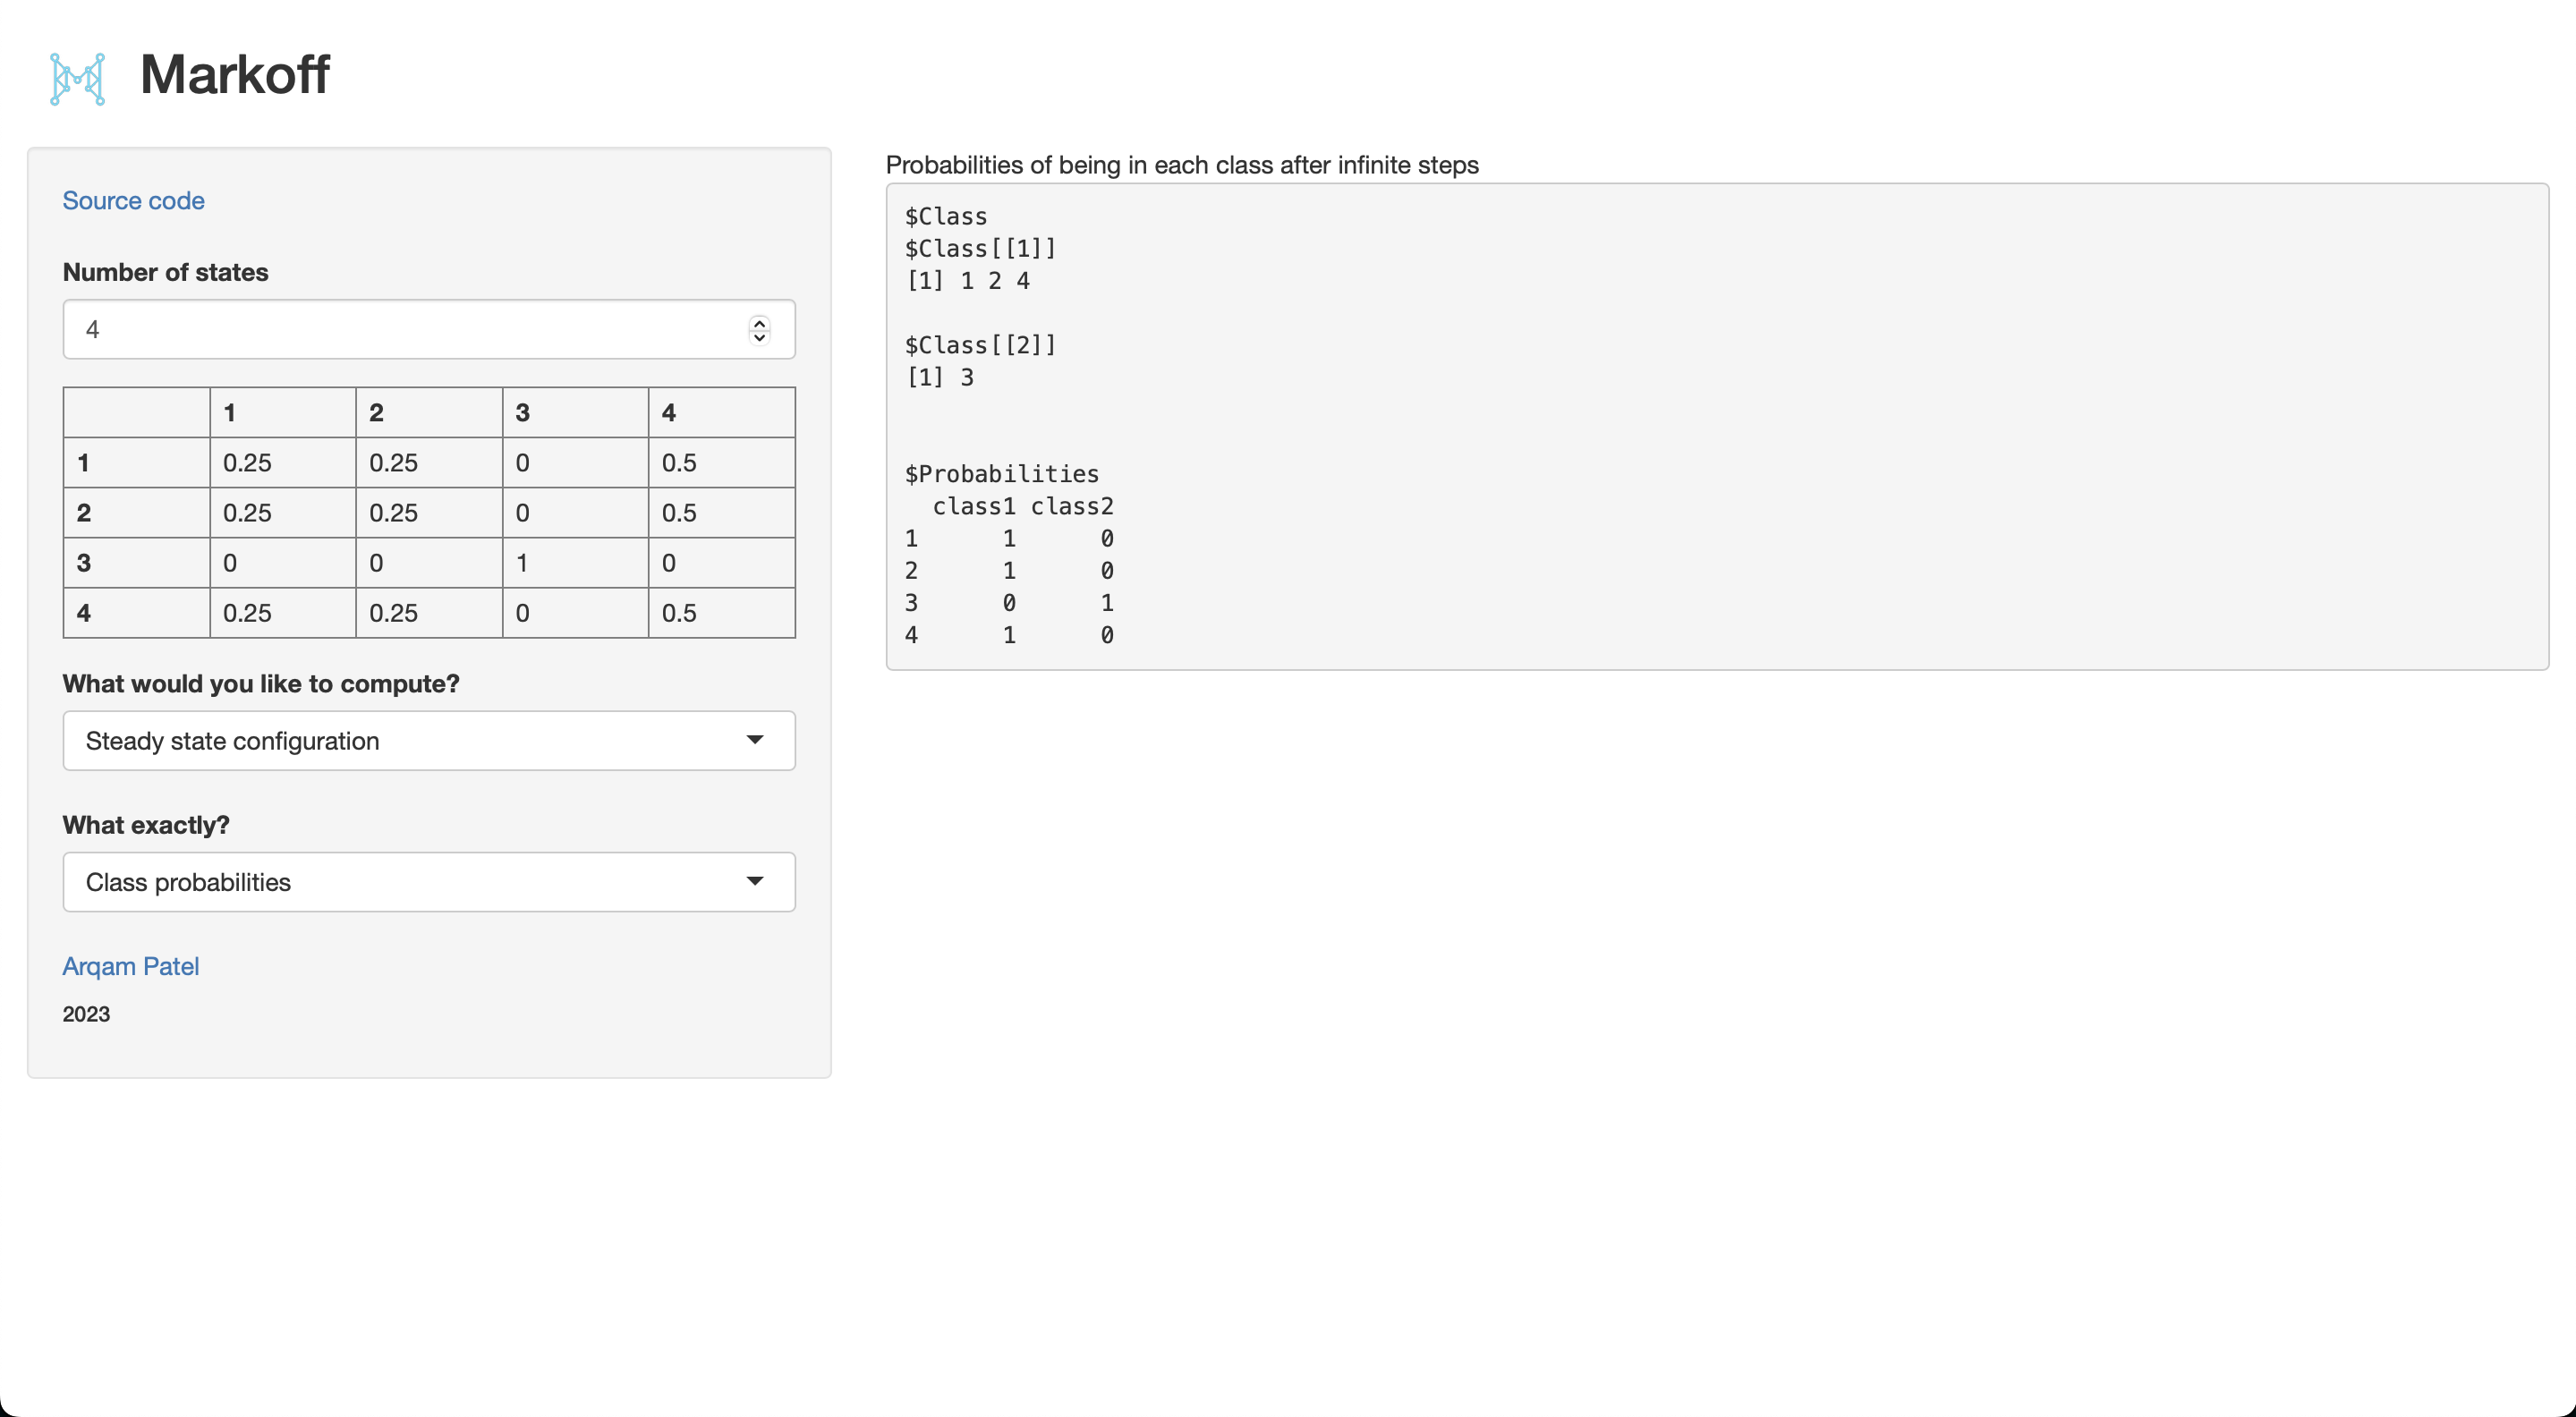 Markoff
Source code
Number of states
4
1 2 3 4
1 0.25 0.25 0 0.5
2 0.25 0.25 0 0.5
3 0 0 1 0
4 0.25 0.25 0 0.5
What would you like to compute?
Steady state configuration
What exactly?
Class probabilities
Arqam Patel
2023
Probabilities of being in each class after infinite steps
$Class
$Class[[1]]
[1] 1 2 4
$Class[[2]]
[1] 3
$Probabilities
class1 class2
1 1 0
2 1 0
3 0 1
4 1 0